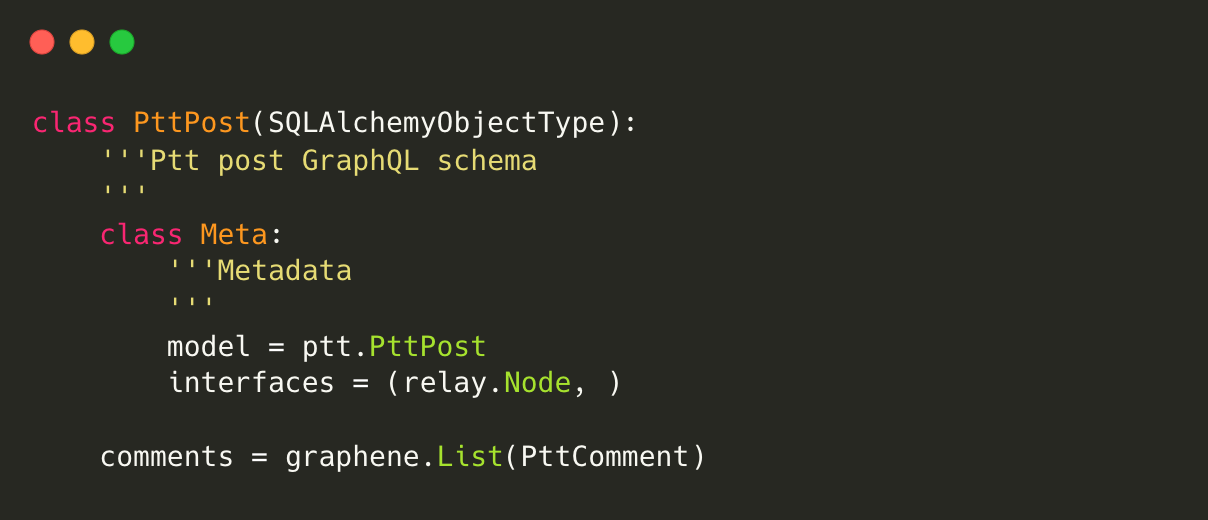 class PttPost(SQLAlchemyObjectType):
    '''Ptt post GraphQL schema
    '''
    class Meta:
        '''Metadata
        '''
        model = ptt.PttPost
        interfaces = (relay.Node, )

    comments = graphene.List(PttComment)